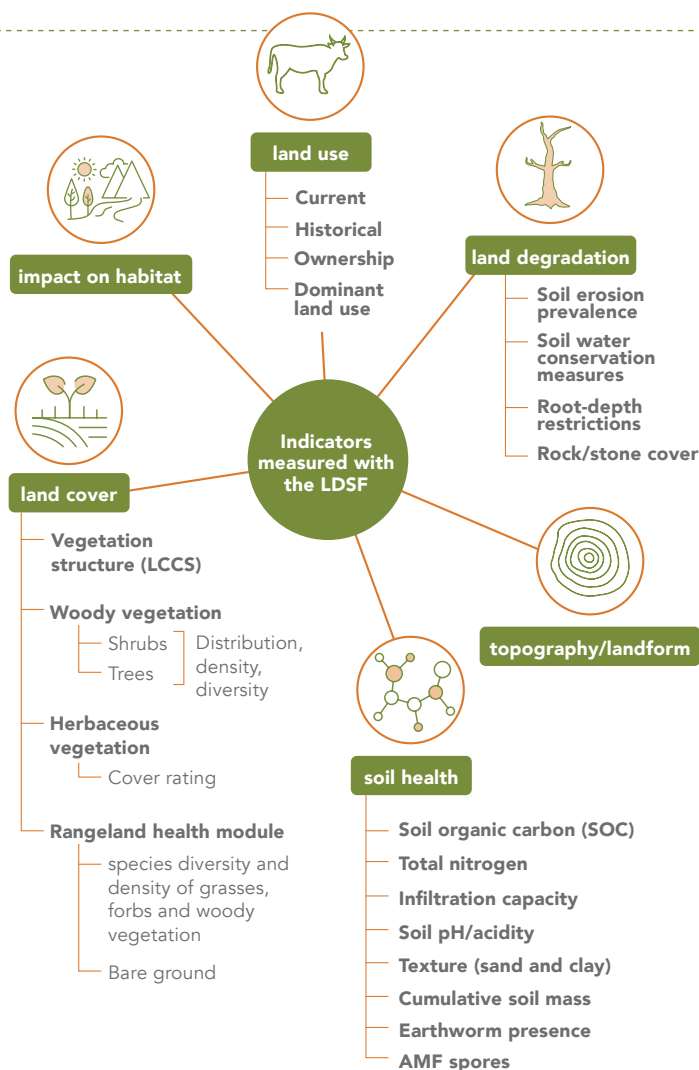 land use
Current
Historical
Ownership
Dominant
land use
impact on habitat
land degradation
Soil erosion
prevalence
Soil water
conservation
measures
Root-depth
restrictions
Rock/stone cover
Indicators
measured with
the LDSF
land cover
Vegetation
structure (LCCS)
Woody vegetation
Shrubs
Trees
Distribution,
density,
diversity
Herbaceous
vegetation
Cover rating
Rangeland health module
species diversity and
density of grasses,
forbs and woody
vegetation
Bare ground
topography/landform
soil health
Soil organic carbon (SOC)
Total nitrogen
Infiltration capacity
Soil pH/acidity
Texture (sand and clay)
Cumulative soil mass
Earthworm presence
AMF spores